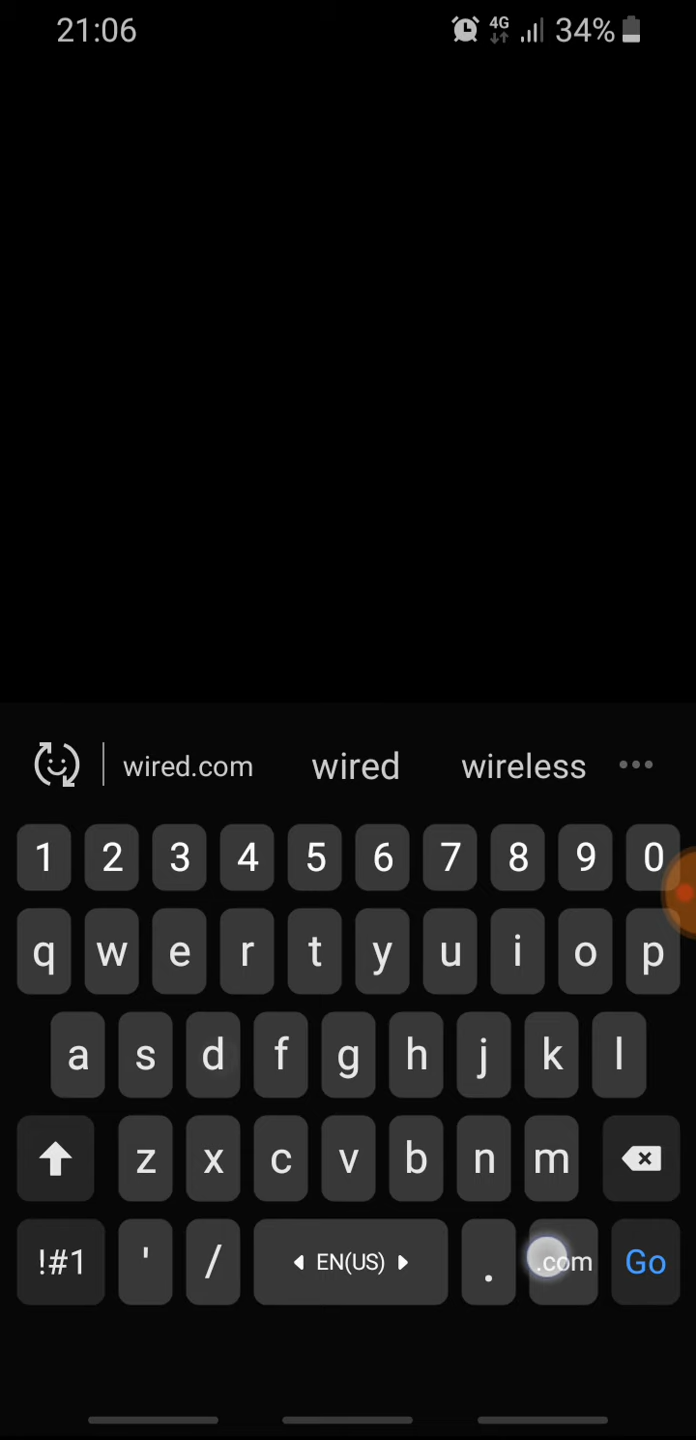 21:06 4G 34%
wired.com wired wireless
1 2 3 4 5 6 7 8 9 0
q w e r t y u i o p
a s d f g h j k l
z x c v b n m
!#1 ' / EN(US) . .com Go